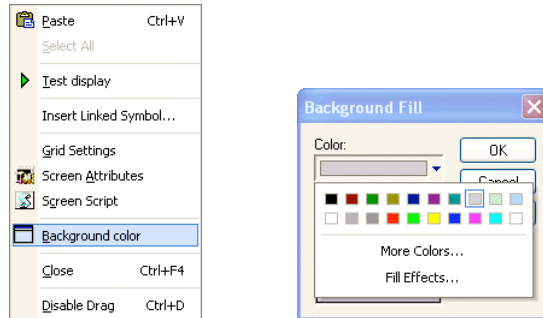 Paste Ctrl+V
Select All
Test display
Insert Linked Symbol...
Grid Settings
Screen Attributes
Screen Script
Background color
Close Ctrl+F4
Disable Drag Ctrl+D
Background Fill
Color:
OK
Cancel
More Colors...
Fill Effects...